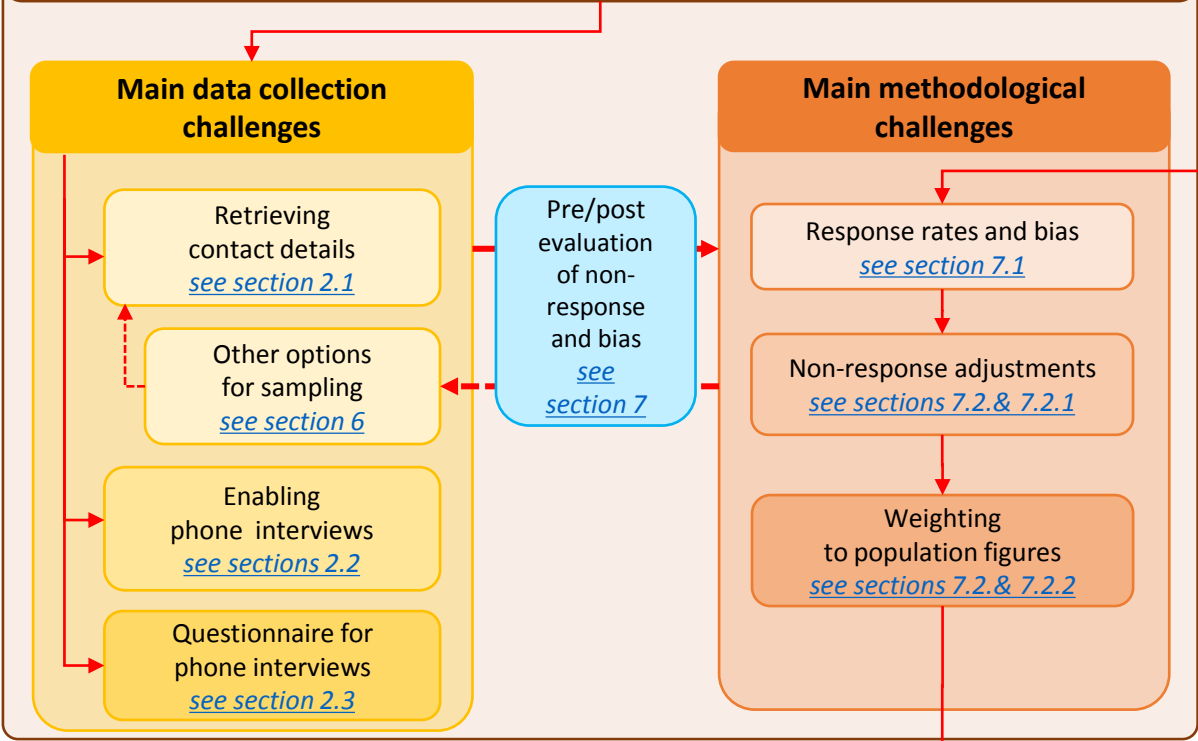 Main data collection
challenges
Retrieving
contact details
see section 2.1
Other options
for sampling
see section 6
Enabling
phone interviews
see sections 2.2
Questionnaire for
phone interviews
see section 2.3
Pre/post
evaluation
of non-
response
and bias
see
section 7
Main methodological
challenges
Response rates and bias
see section 7.1
Non-response adjustments
see sections 7.2.& 7.2.1
Weighting
to population figures
see sections 7.2.& 7.2.2